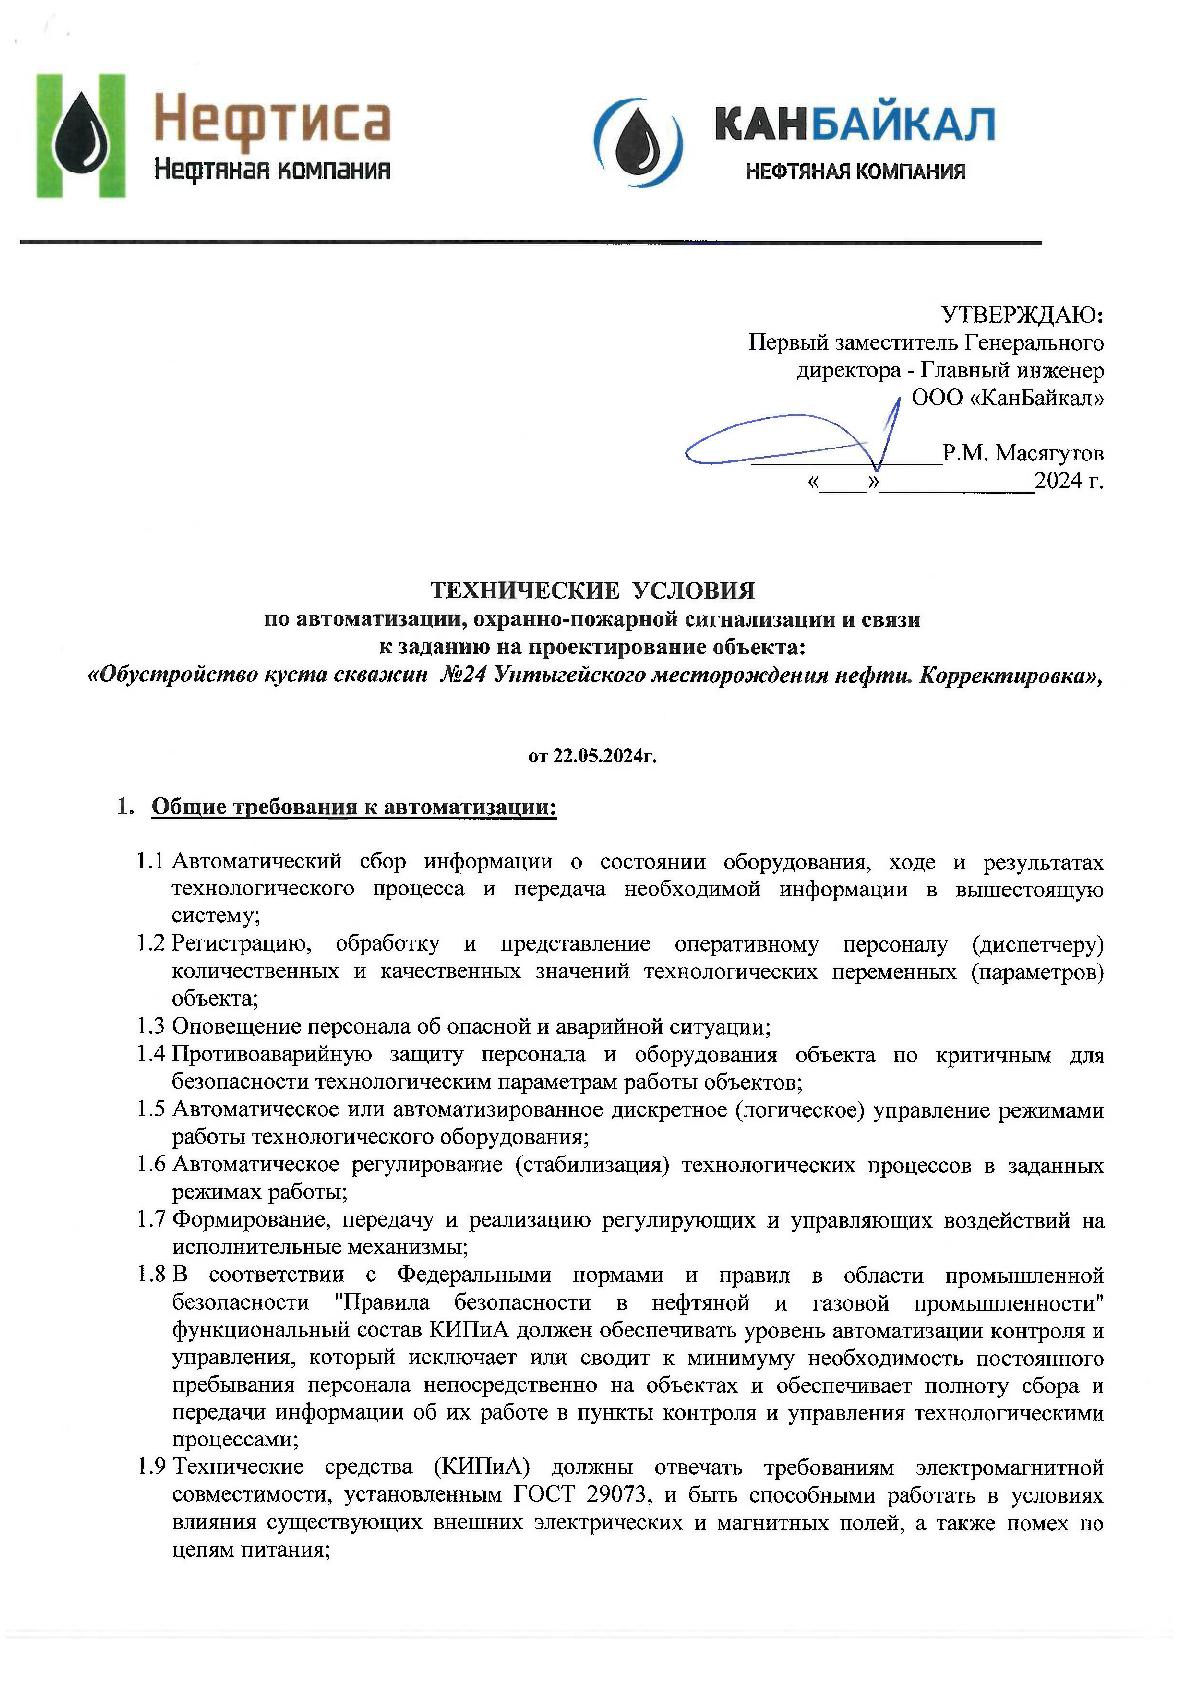 Нефтиса
Нефтяная компания
КАНБАЙКАЛ
НЕФТЯНАЯ КОМПАНИЯ
УТВЕРЖДАЮ:
Первый заместитель Генерального
директора - Главный инженер
ООО «КанБайкал»
________________Р.М. Масягутов
«____»_____________2024 г.
ТЕХНИЧЕСКИЕ УСЛОВИЯ
по автоматизации, охранно-пожарной сигнализации и связи
к заданию на проектирование объекта:
«Обустройство куста скважин №24 Унтыгейского месторождения нефти. Корректировка»,
от 22.05.2024г.
1. Общие требования к автоматизации:
1.1 Автоматический сбор информации о состоянии оборудования, ходе и результатах
технологического процесса и передача необходимой информации в вышестоящую
систему;
1.2 Регистрацию, обработку и представление оперативному персоналу (диспетчеру)
количественных и качественных значений технологических переменных (параметров)
объекта;
1.3 Оповещение персонала об опасной и аварийной ситуации;
1.4 Противоаварийную защиту персонала и оборудования объекта по критичным для
безопасности технологическим параметрам работы объектов;
1.5 Автоматическое или автоматизированное дискретное (логическое) управление режимами
работы технологического оборудования;
1.6 Автоматическое регулирование (стабилизация) технологических процессов в заданных
режимах работы;
1.7 Формирование, передачу и реализацию регулирующих и управляющих воздействий на
исполнительные механизмы;
1.8 В соответствии с Федеральными нормами и правил в области промышленной
безопасности "Правила безопасности в нефтяной и газовой промышленности"
функциональный состав КИПиА должен обеспечивать уровень автоматизации контроля и
управления, который исключает или сводит к минимуму необходимость постоянного
пребывания персонала непосредственно на объектах и обеспечивает полноту сбора и
передачи информации об их работе в пункты контроля и управления технологическими
процессами;
1.9 Технические средства (КИПиА) должны отвечать требованиям электромагнитной
совместимости, установленным ГОСТ 29073, и быть способными работать в условиях
влияния существующих внешних электрических и магнитных полей, а также помех по
цепям питания;